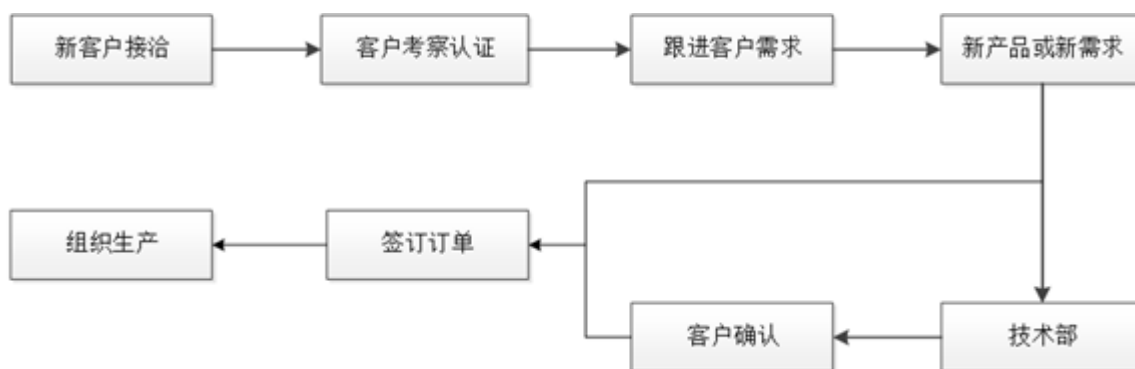 新客户接洽
客户考察认证
跟进客户需求
新产品或新需求
组织生产
签订订单
客户确认
技术部